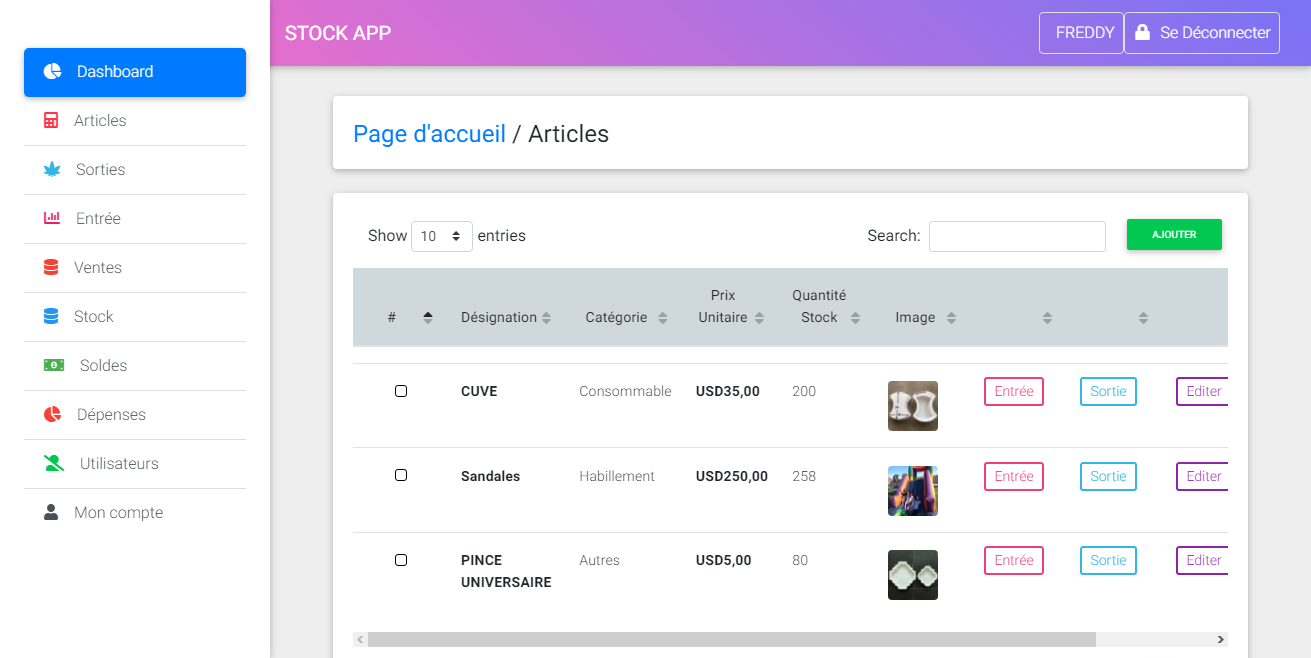 STOCK APP
FREDDY
Se Déconnecter
Dashboard
Articles
Sorties
Entrée
Ventes
Stock
Soldes
Dépenses
Utilisateurs
Mon compte
Page d'accueil / Articles
Show 10 entries
Search:
AJOUTER
# Désignation Catégorie Prix Unitaire Quantité Stock Image
CUVE Consommable USD35,00 200 Entrée Sortie Editer
Sandales Habillement USD250,00 258 Entrée Sortie Editer
PINCE Autres USD5,00 80 Entrée Sortie Editer
UNIVERSAIRE